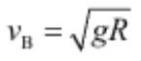 v_B = √gR